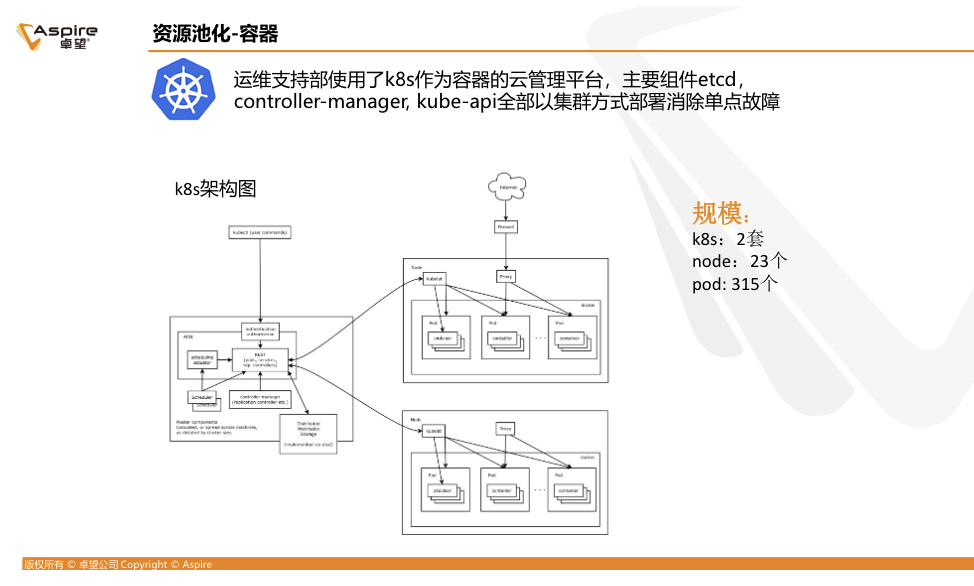 Aspire
卓望®
资源池化-容器
运维支持部使用了k8s作为容器的云管理平台，主要组件etcd，
controller-manager, kube-api全部以集群方式部署消除单点故障
k8s架构图
Internet
kubectl (user commands)
Firewall
规模：
k8s：2套
node：23个
pod: 315个
Node
kubelet
Proxy
docker
Pod
Pod
Pod
cAdvisor
container
· · ·
container
authentication
authorization
APIs
REST
(pods, services,
rep. controllers)
scheduling
actuator
Scheduler
Scheduler
controller manager
(replication controller etc.)
Master components
Colocated, or spread across machines,
as dictated by cluster size.
Distributed
Watchable
Storage
(implemented via etcd)
Node
kubelet
Proxy
docker
Pod
Pod
Pod
cAdvisor
container
· · ·
container
版权所有 © 卓望公司 Copyright © Aspire